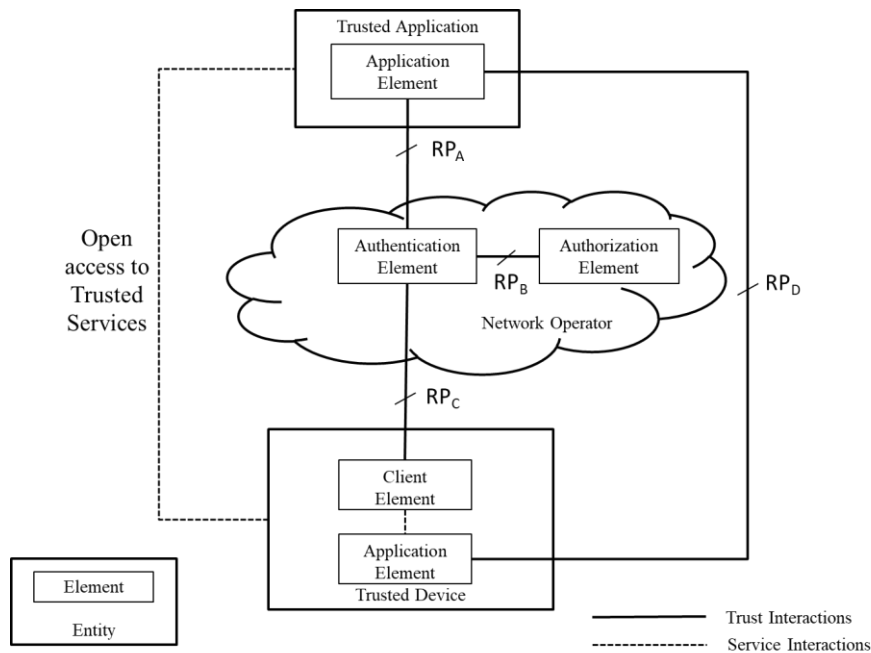 Trusted Application
Application
Element
RPA
Open
access to
Trusted
Services
Authentication
Element
RPB
Authorization
Element
RPD
Network Operator
RPC
Client
Element
Application
Element
Trusted Device
Element
Entity
Trust Interactions
Service Interactions